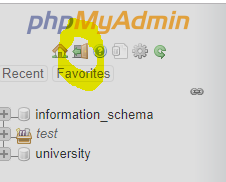 phpMyAdmin
Recent Favorites
information_schema
test
university